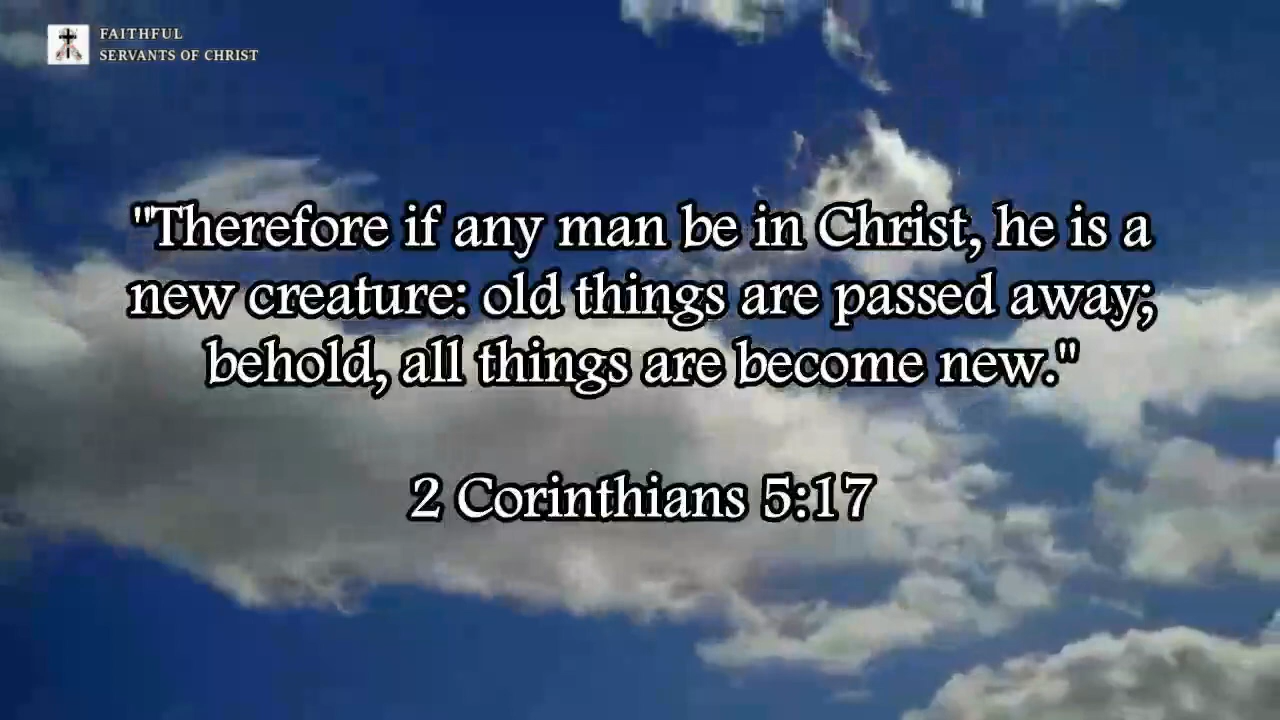 FAITHFUL
SERVANTS OF CHRIST
"Therefore if any man be in Christ, he is a
new creature: old things are passed away;
behold, all things are become new."
2 Corinthians 5:17